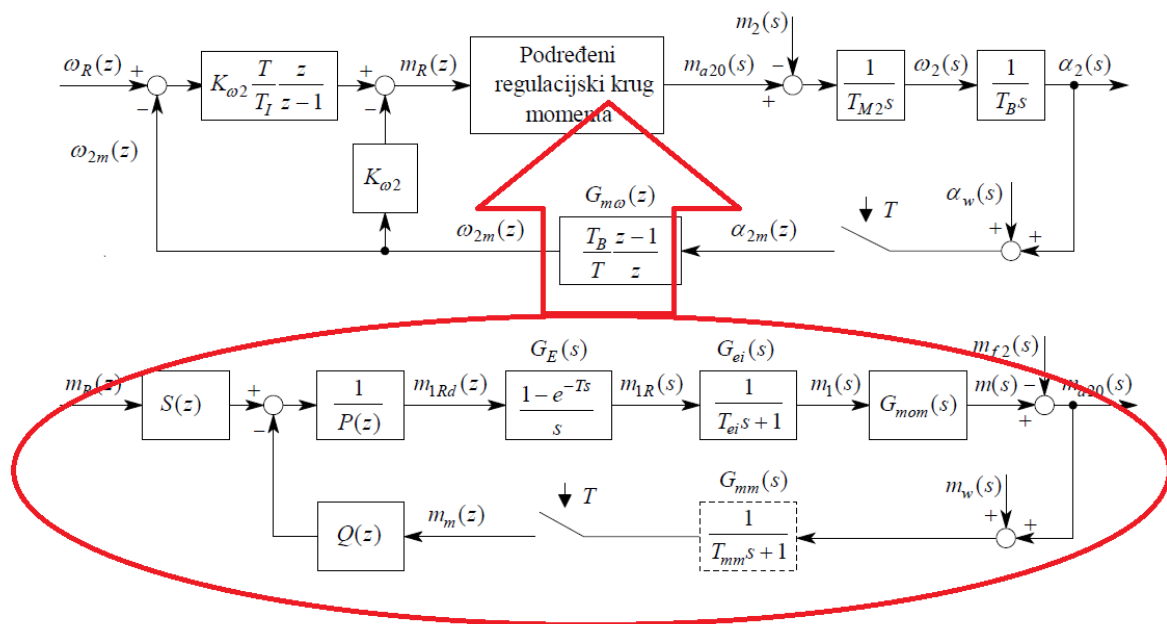 m_2(s)
ω_R(z) + − K_ω2 T/T_I z/(z−1) + − m_R(z) Podređeni regulacijski krug momenta m_a20(s) − + 1/(T_M2 s) ω_2(s) 1/(T_B s) α_2(s)
ω_2m(z) K_ω2 G_mω(z) T α_w(s)
ω_2m(z) T_B/T (z−1)/z α_2m(z) + +
G_E(s) G_ei(s) m_f2(s)
m_R(z) S(z) + − 1/P(z) m_1Rd(z) (1−e^{−Ts})/s m_1R(s) 1/(T_ei s+1) m_1(s) G_mom(s) m(s) − + m_a20(s)
G_mm(s) m_w(s)
Q(z) m_m(z) T 1/(T_mm s+1) + +